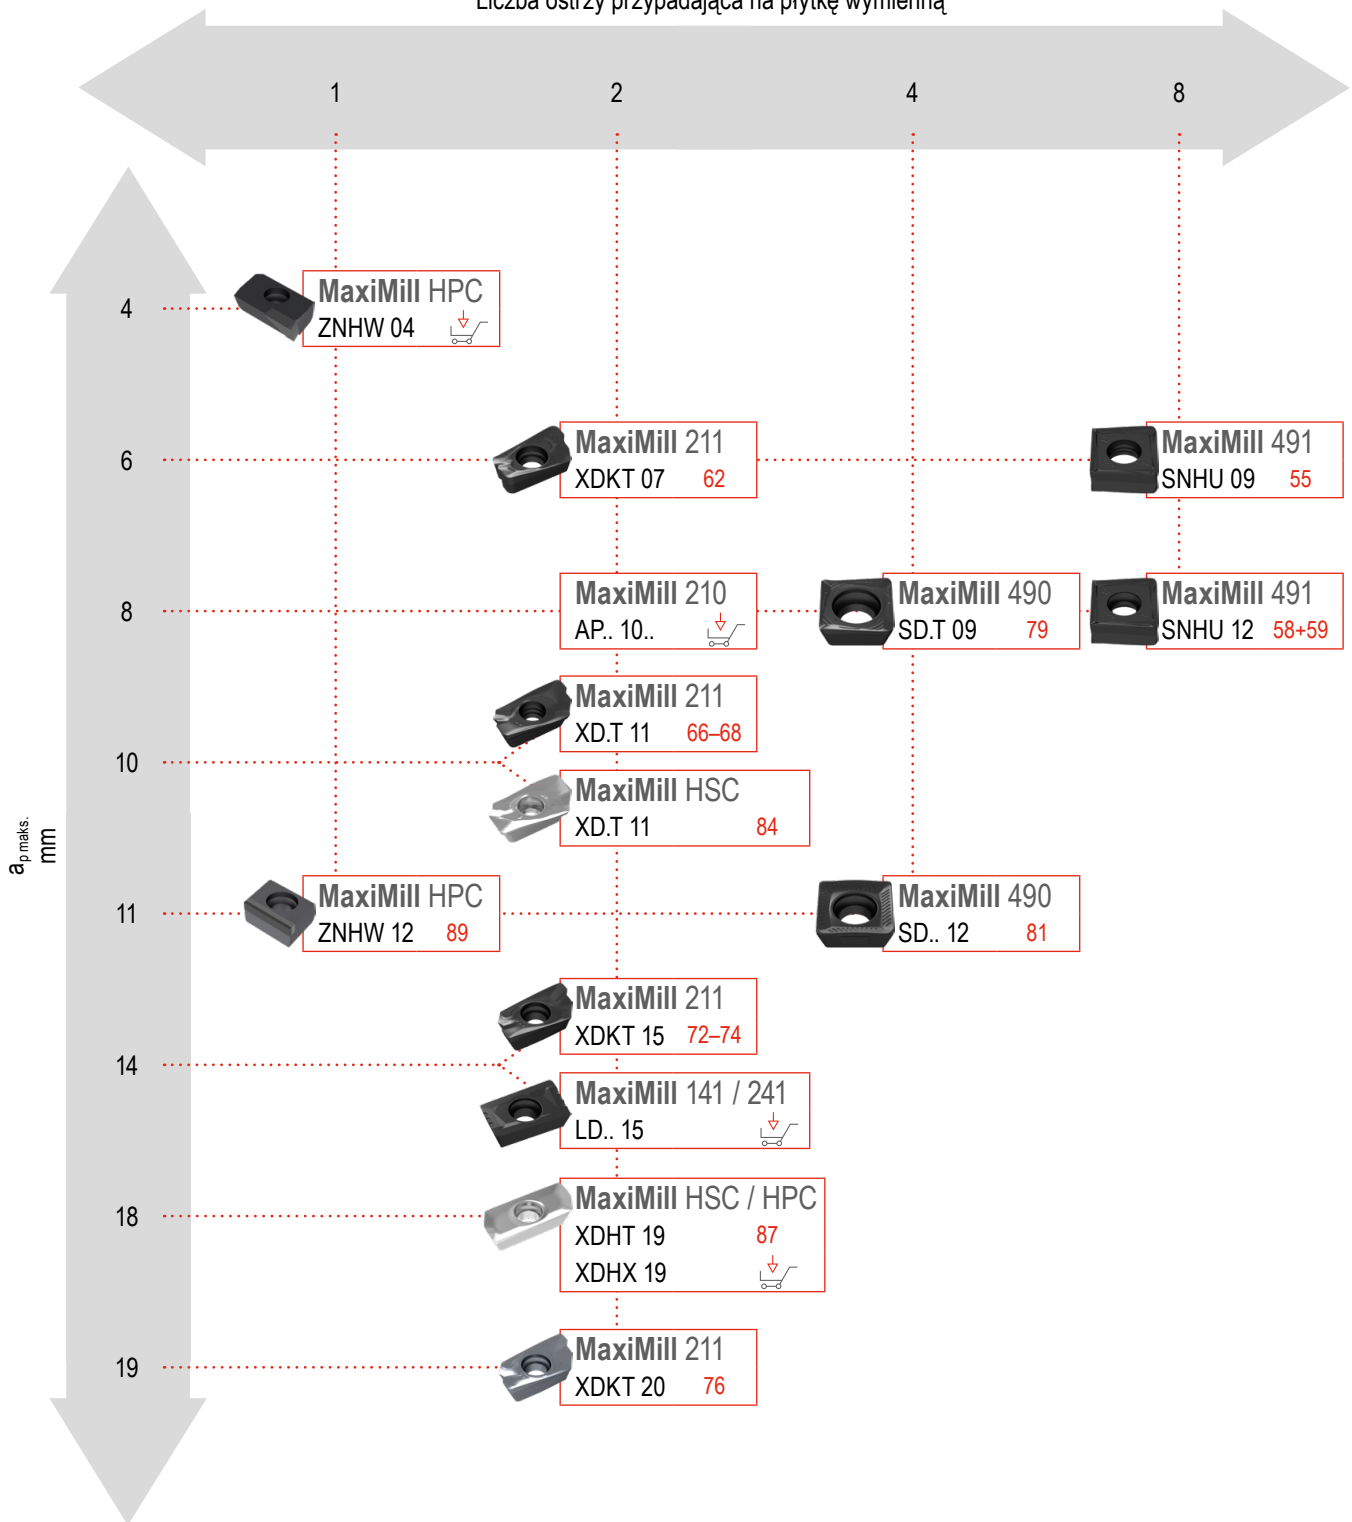 Liczba ostrzy przypadająca na płytkę wymienną
1 2 4 8
4
MaxiMill HPC
ZNHW 04
6
MaxiMill 211
XDKT 07 62
MaxiMill 491
SNHU 09 55
8
MaxiMill 210
AP.. 10..
MaxiMill 490
SD.T 09 79
MaxiMill 491
SNHU 12 58+59
10
MaxiMill 211
XD.T 11 66–68
MaxiMill HSC
XD.T 11 84
ap maks.
mm
11
MaxiMill HPC
ZNHW 12 89
MaxiMill 490
SD.. 12 81
14
MaxiMill 211
XDKT 15 72–74
MaxiMill 141 / 241
LD.. 15
18
MaxiMill HSC / HPC
XDHT 19 87
XDHX 19
19
MaxiMill 211
XDKT 20 76